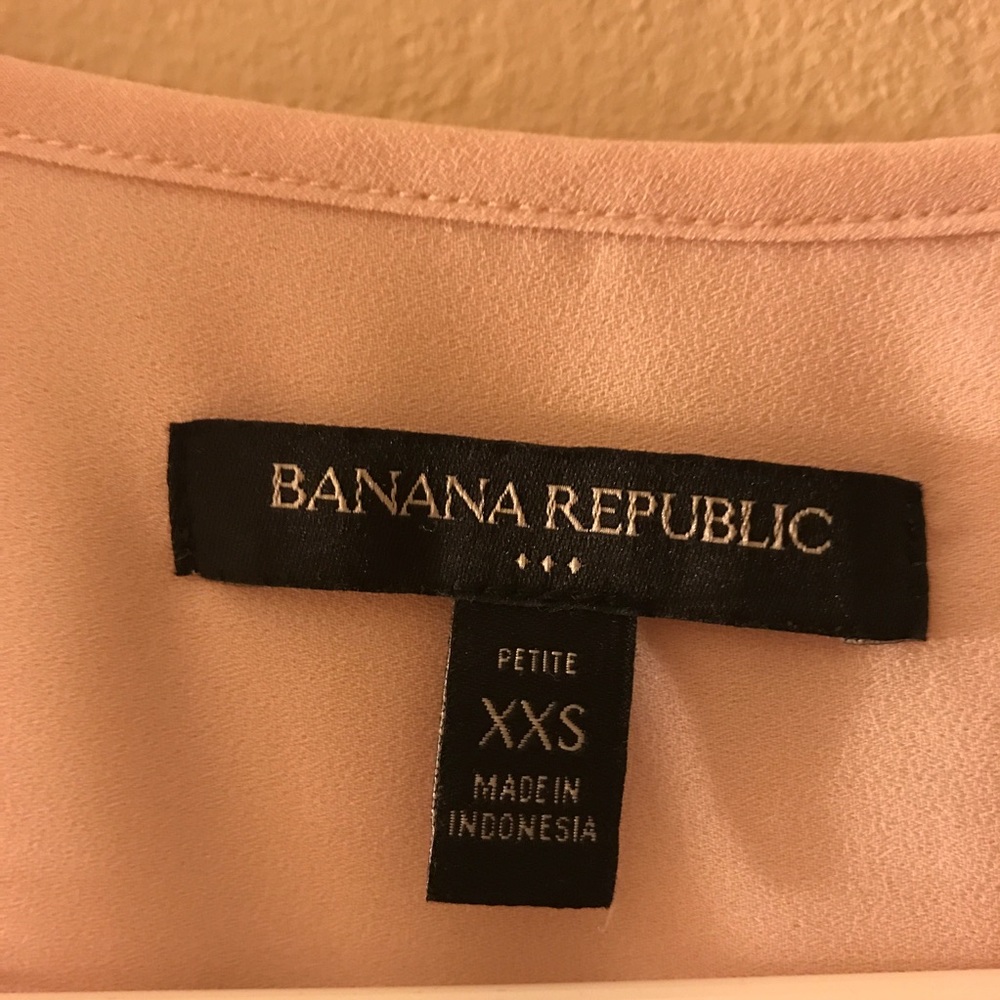 BANANA REPUBLIC
PETITE
XXS
MADE IN
INDONESIA